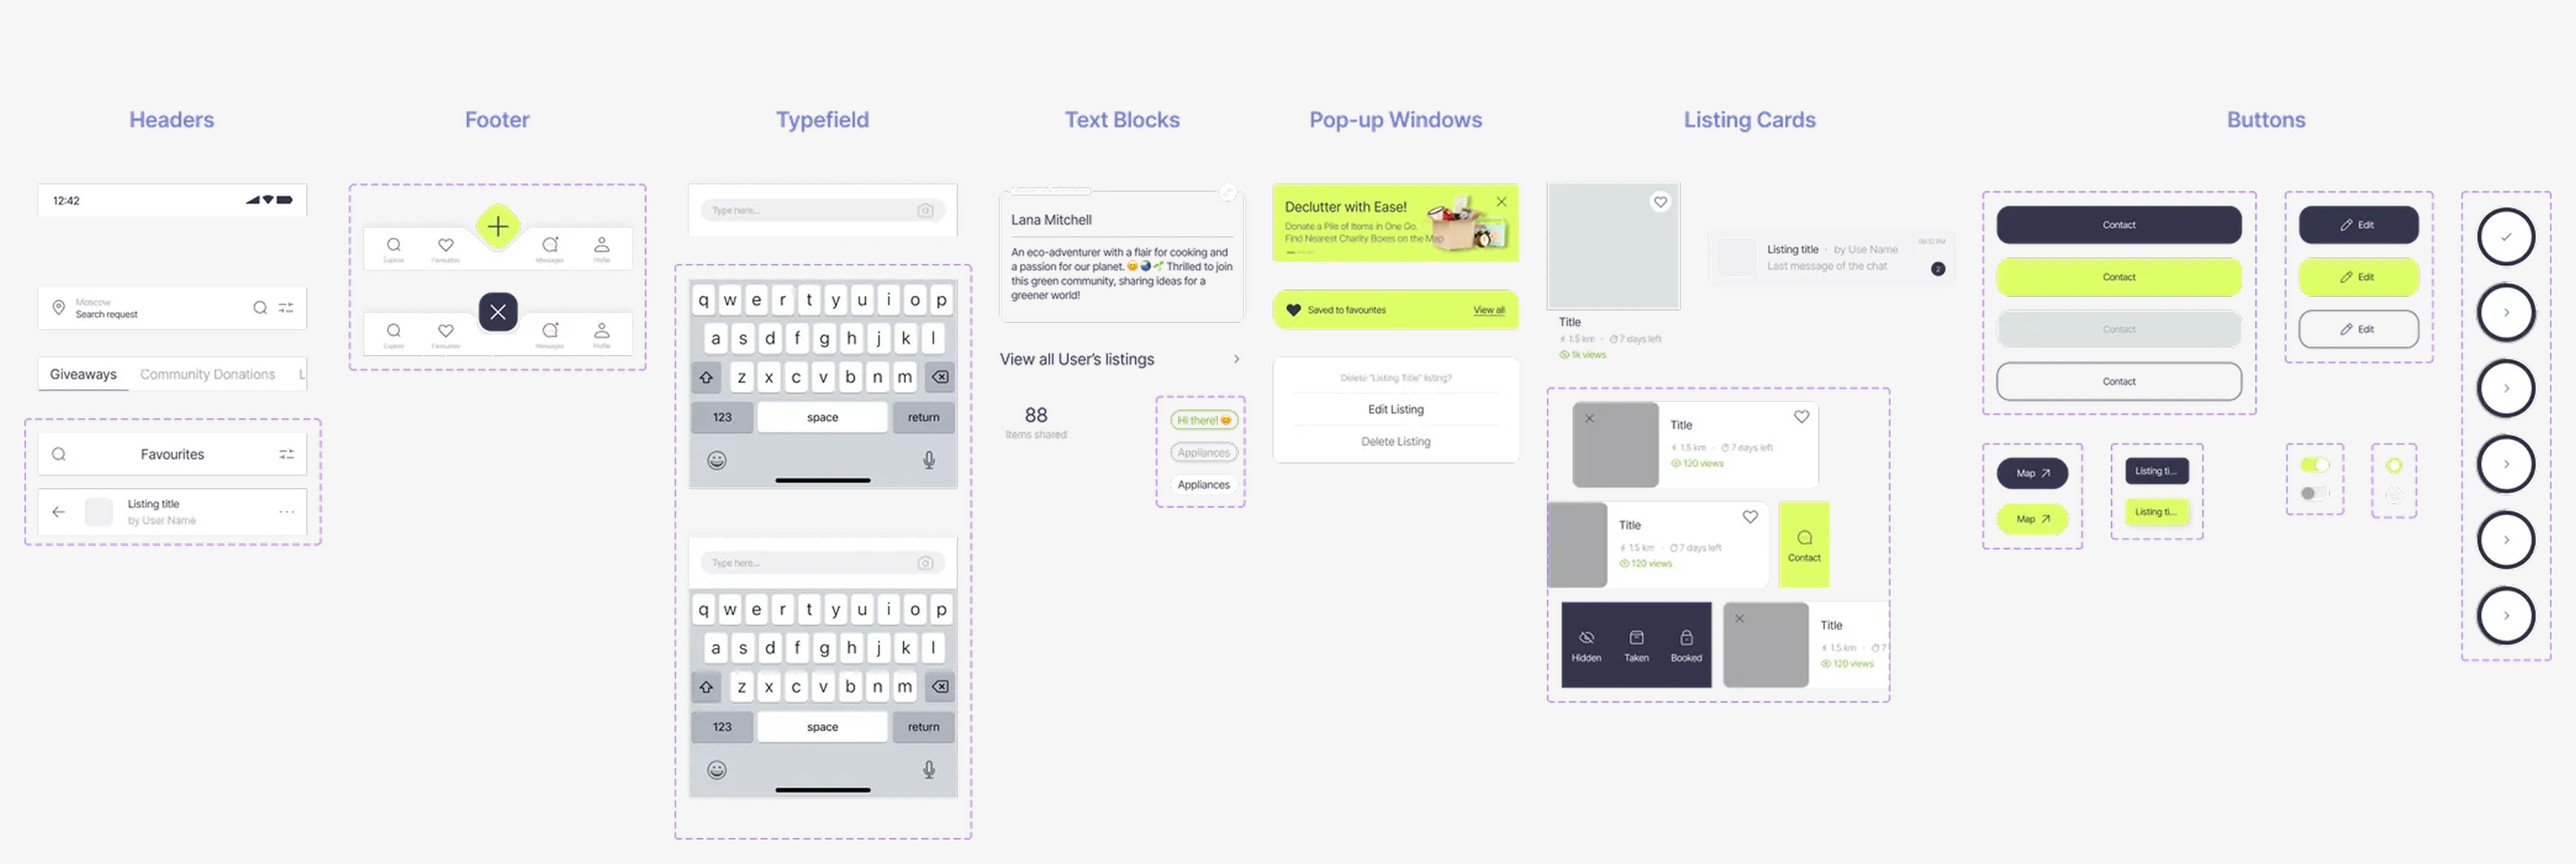 Headers
12:42
Moscow
Search request
Giveaways Community Donations L
Favourites
Listing title
by User Name
Footer
Explore Favourites Messages Profile
Explore Favourites Messages Profile
Typefield
Type here...
q w e r t y u i o p
a s d f g h j k l
z x c v b n m
123 space return
Type here...
q w e r t y u i o p
a s d f g h j k l
z x c v b n m
123 space return
Text Blocks
Lana Mitchell
An eco-adventurer with a flair for cooking and
a passion for our planet. 😊🌏🌱 Thrilled to join
this green community, sharing ideas for a
greener world!
View all User's listings
88
Items shared
Hi there! 😊
Appliances
Appliances
Pop-up Windows
Declutter with Ease!
Donate a Pile of Items in One Go.
Find Nearest Charity Boxes on the Map
Saved to favourites View all
Delete "Listing Title" listing?
Edit Listing
Delete Listing
Listing Cards
Title
1.5 km · 7 days left
1k views
Listing title · by Use Name
Last message of the chat
2
Title
1.5 km · 7 days left
120 views
Title
1.5 km · 7 days left
120 views
Contact
Hidden Taken Booked
Title
1.5 km · 7
120 views
Buttons
Contact
Contact
Contact
Contact
Edit
Edit
Edit
Map
Map
Listing ti...
Listing ti...